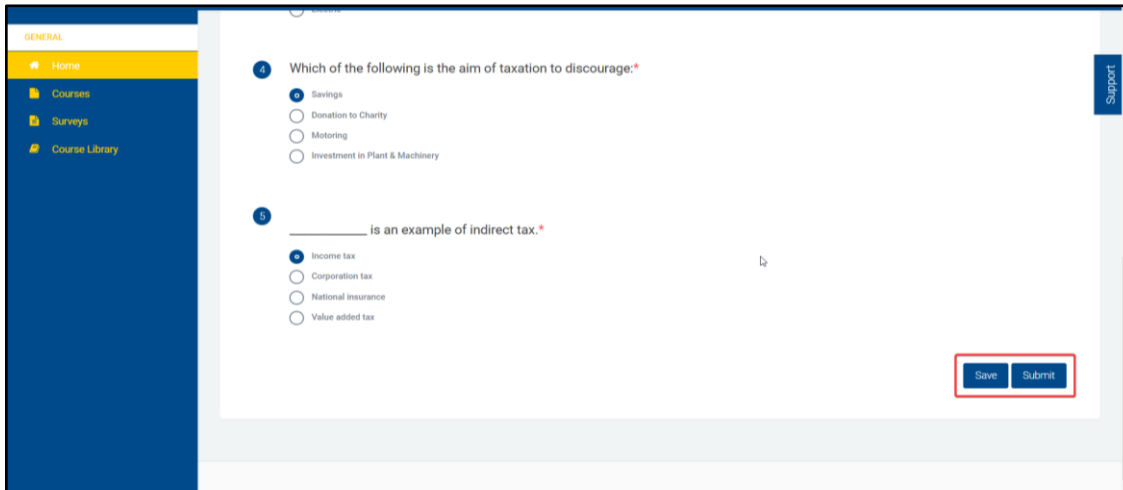 GENERAL
Home
Courses
Surveys
Course Library
4 Which of the following is the aim of taxation to discourage:*
Savings
Donation to Charity
Motoring
Investment in Plant & Machinery
5 ____________ is an example of indirect tax.*
Income tax
Corporation tax
National insurance
Value added tax
Save Submit
Support